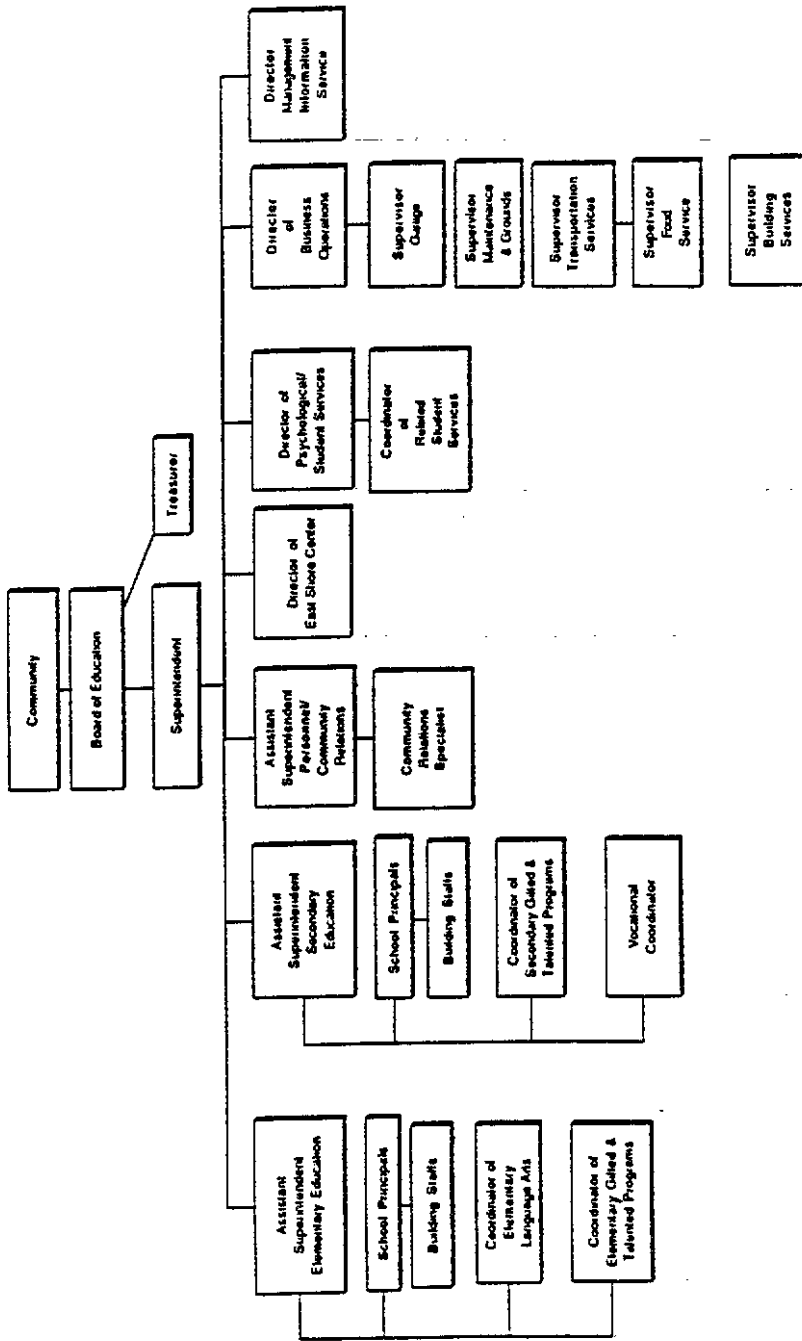 Community
Board of Education
Treasurer
Superintendent
Assistant
Superintendent
Elementary Education
School Principals
Building Staffs
Coordinator of
Elementary
Language Arts
Coordinator of
Elementary Gifted &
Talented Programs
Assistant
Superintendent
Secondary
Education
School Principals
Building Staffs
Coordinator of
Secondary Gifted &
Talented Programs
Vocational
Coordinator
Assistant
Superintendent
Personnel/
Community
Relations
Community
Relations
Specialist
Director of
East Shore Center
Director of
Psychological/
Student Services
Coordinator
of
Related
Student
Services
Director
of
Business
Operations
Supervisor
Garage
Supervisor
Maintenance
& Grounds
Supervisor
Transportation
Services
Supervisor
Food
Service
Supervisor
Building
Services
Director
Management
Information
Service